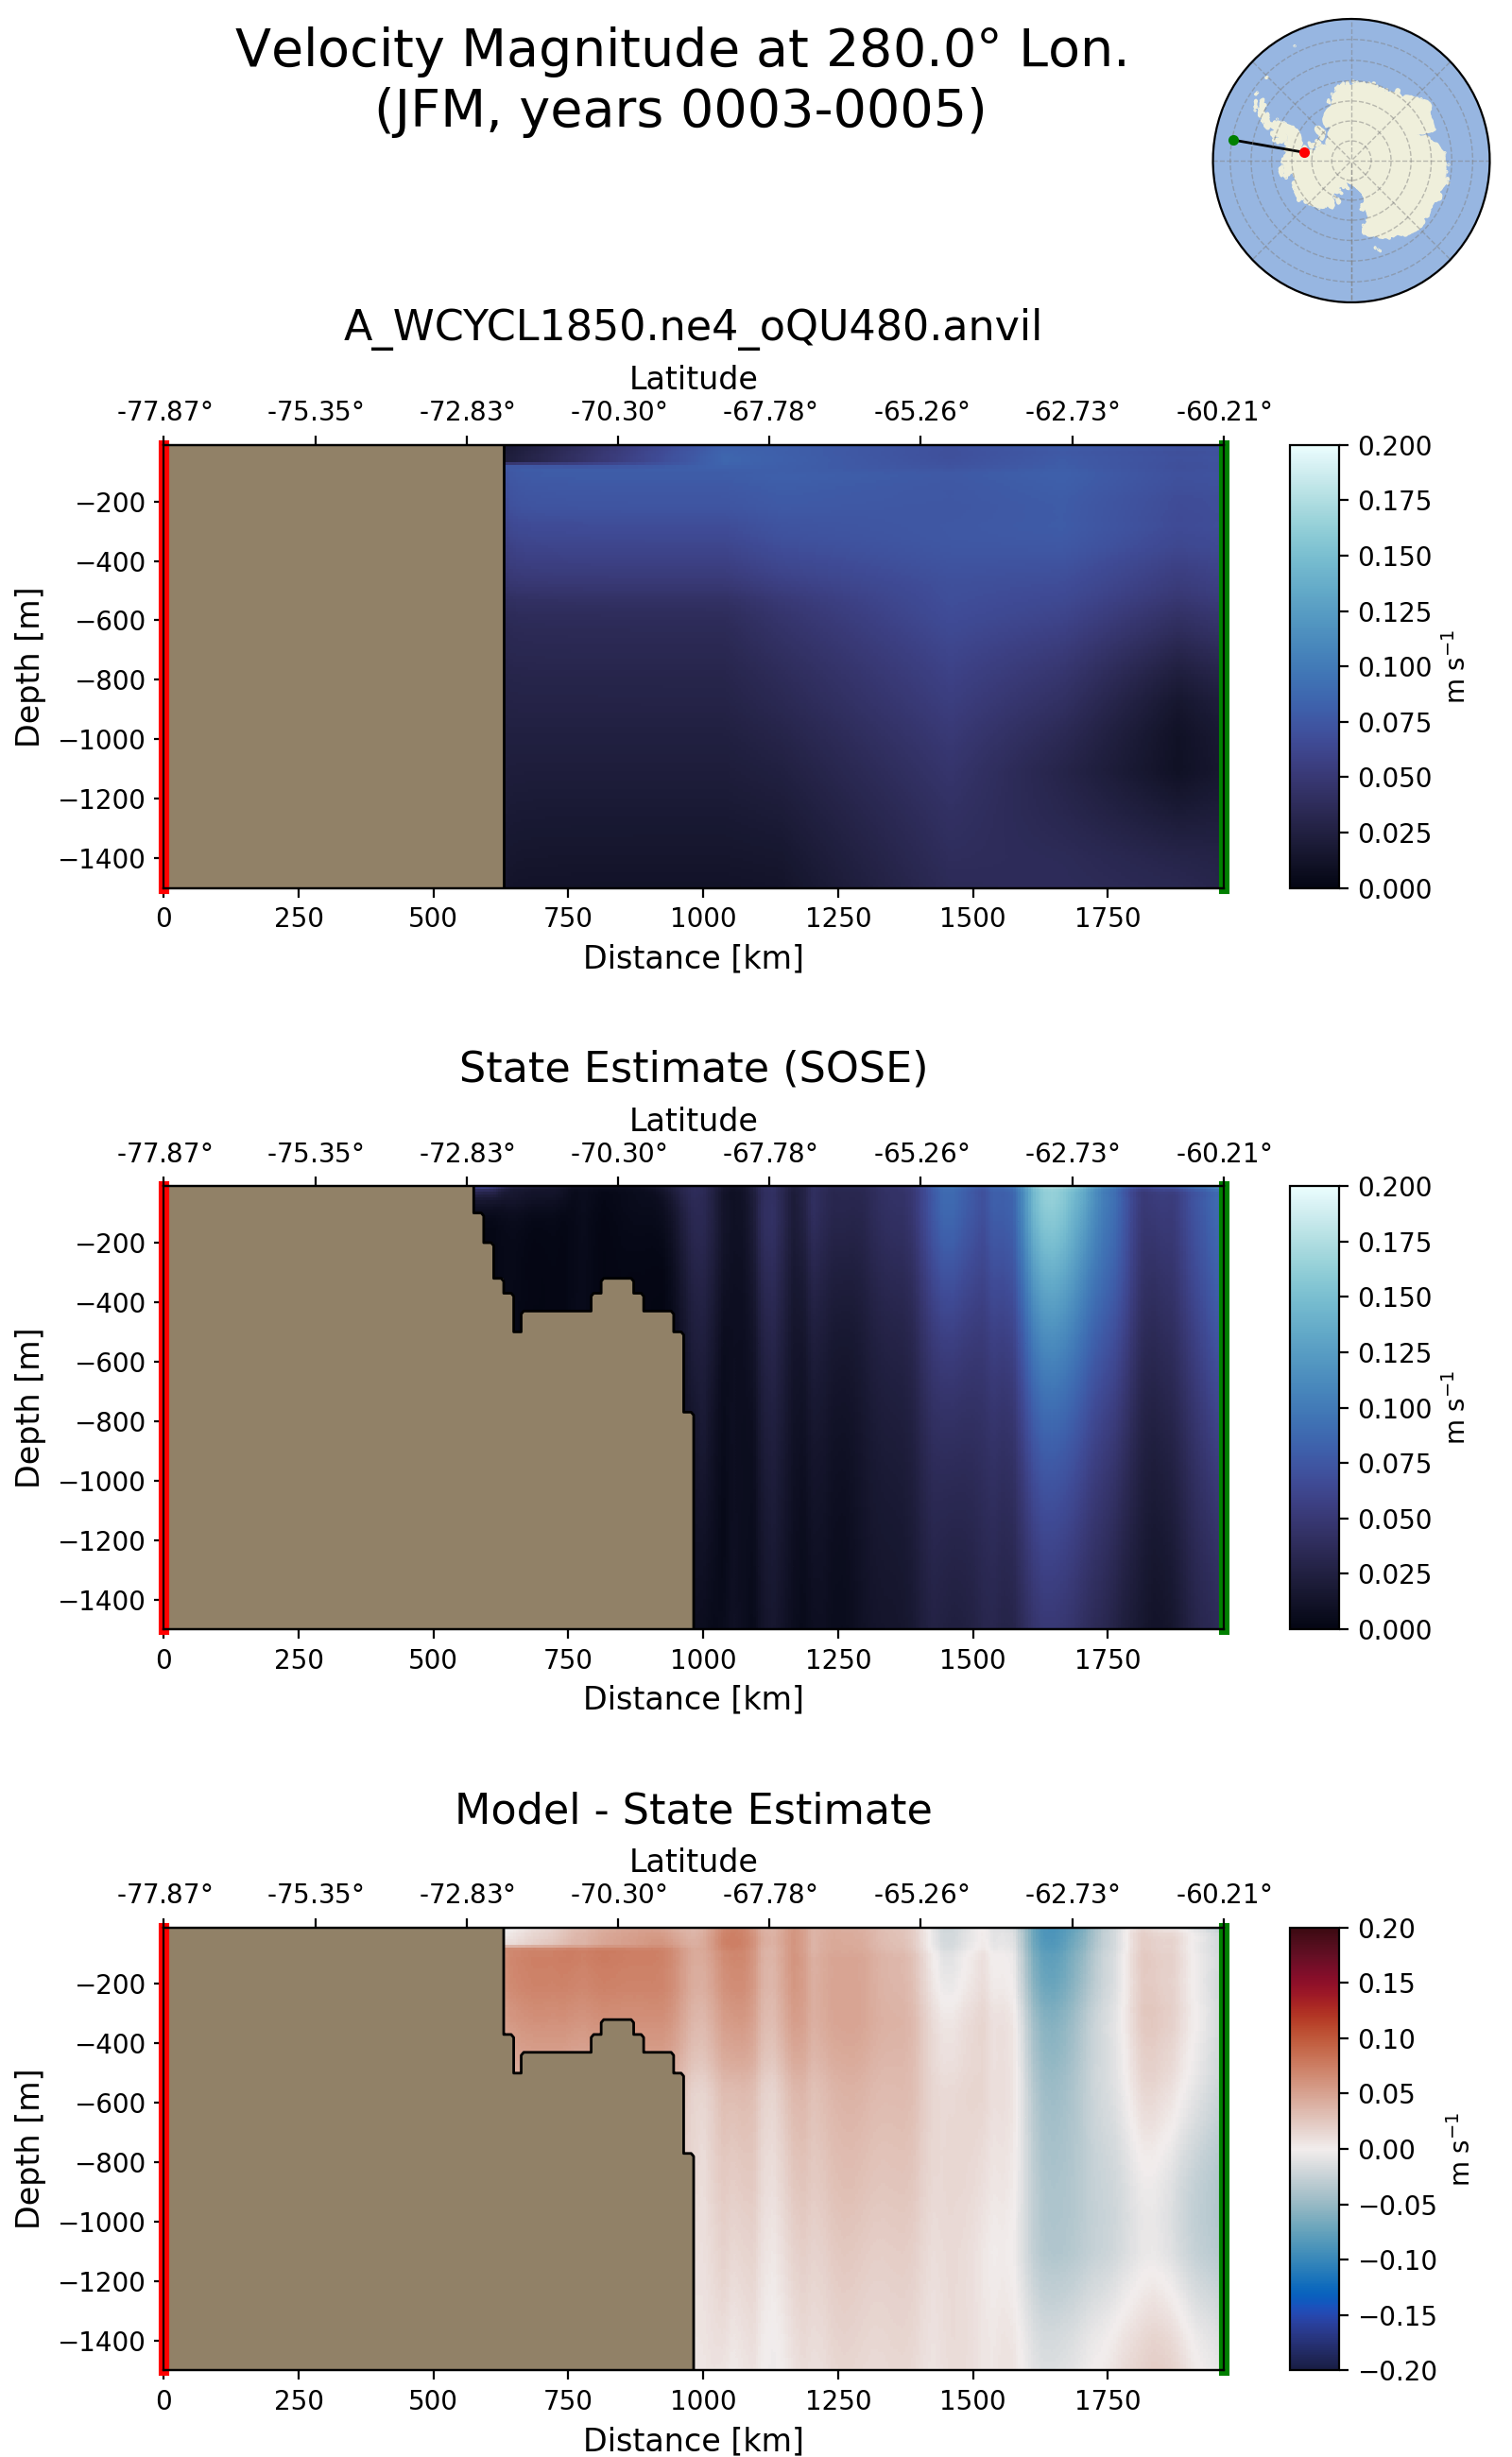 Velocity Magnitude at 280.0° Lon.
(JFM, years 0003-0005)
A_WCYCL1850.ne4_oQU480.anvil
Latitude
-77.87° -75.35° -72.83° -70.30° -67.78° -65.26° -62.73° -60.21°
Depth [m]
−200
−400
−600
−800
−1000
−1200
−1400
0 250 500 750 1000 1250 1500 1750
Distance [km]
0.200
0.175
0.150
0.125
0.100
0.075
0.050
0.025
0.000
m s⁻¹
State Estimate (SOSE)
Latitude
-77.87° -75.35° -72.83° -70.30° -67.78° -65.26° -62.73° -60.21°
Depth [m]
−200
−400
−600
−800
−1000
−1200
−1400
0 250 500 750 1000 1250 1500 1750
Distance [km]
0.200
0.175
0.150
0.125
0.100
0.075
0.050
0.025
0.000
m s⁻¹
Model - State Estimate
Latitude
-77.87° -75.35° -72.83° -70.30° -67.78° -65.26° -62.73° -60.21°
Depth [m]
−200
−400
−600
−800
−1000
−1200
−1400
0 250 500 750 1000 1250 1500 1750
Distance [km]
0.20
0.15
0.10
0.05
0.00
−0.05
−0.10
−0.15
−0.20
m s⁻¹